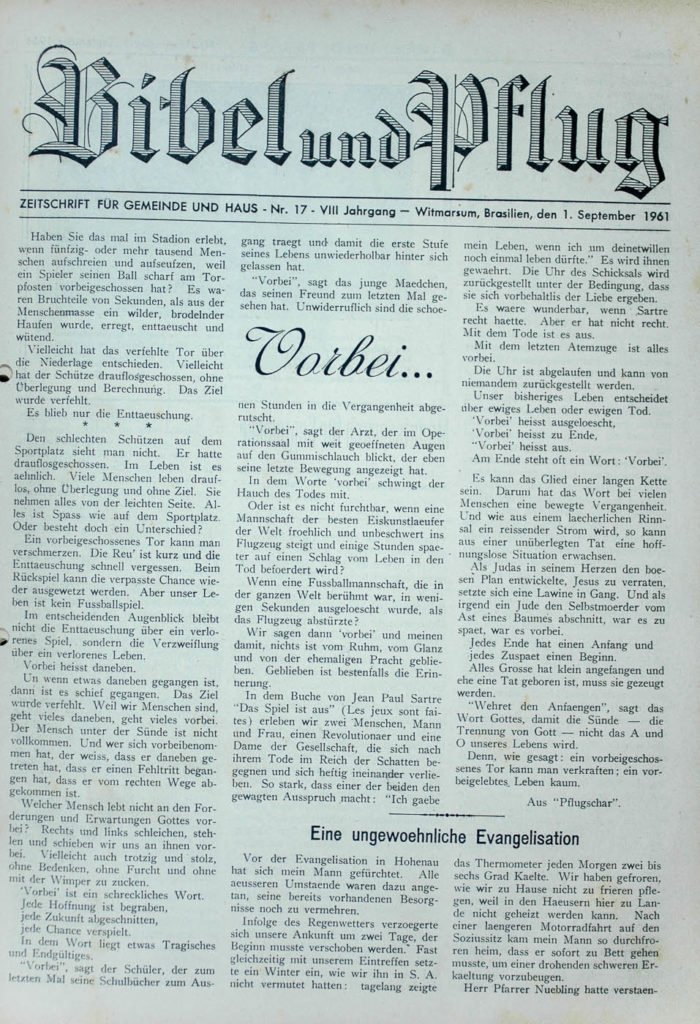 Bibel und Pflug
ZEITSCHRIFT FÜR GEMEINDE UND HAUS - Nr. 17 - VIII Jahrgang — Witmarsum, Brasilien, den 1. September 1961
Haben Sie das mal im Stadion erlebt,
wenn fünfzig- oder mehr tausend Men-
schen aufschreien und aufseufzen, weil
ein Spieler seinen Ball scharf am Tor-
pfosten vorbeigeschossen hat? Es wa-
ren Bruchteile von Sekunden, als aus der
Menschenmasse ein wilder, brodelnder
Haufen wurde, erregt, enttaeuscht und
wütend.
Vielleicht hat das verfehlte Tor über
die Niederlage entschieden. Vielleicht
hat der Schütze drauflosgeschossen, ohne
Überlegung und Berechnung. Das Ziel
wurde verfehlt.
Es blieb nur die Enttaeuschung.
* * *
Den schlechten Schützen auf dem
Sportplatz sieht man nicht. Er hatte
drauflosgeschossen. Im Leben ist es
aehnlich. Viele Menschen leben drauf-
los, ohne Überlegung und ohne Ziel. Sie
nehmen alles von der leichten Seite. Al-
les ist Spass wie auf dem Sportplatz.
Oder besteht doch ein Unterschied?
Ein vorbeigeschossenes Tor kann man
verschmerzen. Die Reu' ist kurz und die
Enttaeuschung schnell vergessen. Beim
Rückspiel kann die verpasste Chance wie-
der ausgewetzt werden. Aber unser Le-
ben ist kein Fussballspiel.
Im entscheidenden Augenblick bleibt
nicht die Enttaeuschung über ein verlo-
renes Spiel, sondern die Verzweiflung
über ein verlorenes Leben.
Vorbei heisst daneben.
Un wenn etwas daneben gegangen ist,
dann ist es schief gegangen. Das Ziel
wurde verfehlt. Weil wir Menschen sind,
geht vieles daneben, geht vieles vorbei.
Der Mensch unter der Sünde ist nicht
vollkommen. Und wer sich vorbeibenom-
men hat, der weiss, dass er daneben ge-
treten hat, dass er einen Fehltritt began-
gen hat, dass er vom rechten Wege ab-
gekommen ist.
Welcher Mensch lebt nicht an den For-
derungen und Erwartungen Gottes vor-
bei? Rechts und links schleichen, steh-
len und schieben wir uns an ihnen vor-
bei. Vielleicht auch trotzig und stolz,
ohne Bedenken, ohne Furcht und ohne
mit der Wimper zu zucken.
'Vorbei' ist ein schreckliches Wort.
Jede Hoffnung ist begraben,
jede Zukunft abgeschnitten,
jede Chance verspielt.
In dem Wort liegt etwas Tragisches
und Endgültiges.
"Vorbei", sagt der Schüler, der zum
letzten Mal seine Schulbücher zum Aus-
gang traegt und damit die erste Stufe
seines Lebens unwiederholbar hinter sich
gelassen hat.
"Vorbei", sagt das junge Maedchen,
das seinen Freund zum letzten Mal ge-
sehen hat. Unwiderruflich sind die schoe-
Vorbei...
nen Stunden in die Vergangenheit abge-
rutscht.
"Vorbei", sagt der Arzt, der im Ope-
rationssaal mit weit geoeffneten Augen
auf den Gummischlauch blickt, der eben
seine letzte Bewegung angezeigt hat.
In dem Worte 'vorbei' schwingt der
Hauch des Todes mit.
Oder ist es nicht furchtbar, wenn eine
Mannschaft der besten Eiskunstlaeufer
der Welt froehlich und unbeschwert ins
Flugzeug steigt und einige Stunden spae-
ter auf einen Schlag vom Leben in den
Tod befoerdert wird?
Wenn eine Fussballmannschaft, die in
der ganzen Welt berühmt war, in weni-
gen Sekunden ausgeloescht wurde, als
das Flugzeug abstürzte?
Wir sagen dann 'vorbei' und meinen
damit, nichts ist vom Ruhm, vom Glanz
und von der ehemaligen Pracht geblie-
ben. Geblieben ist bestenfalls die Erin-
nerung.
In dem Buche von Jean Paul Sartre
"Das Spiel ist aus" (Les jeux sont fai-
tes) erleben wir zwei Menschen, Mann
und Frau, einen Revolutionaer und eine
Dame der Gesellschaft, die sich nach
ihrem Tode im Reich der Schatten be-
gegnen und sich heftig ineinander verlie-
ben. So stark, dass einer der beiden den
gewagten Ausspruch macht: "Ich gaebe
mein Leben, wenn ich um deinetwillen
noch einmal leben dürfte." Es wird ihnen
gewaehrt. Die Uhr des Schicksals wird
zurückgestellt unter der Bedingung, dass
sie sich vorbehaltlis der Liebe ergeben.
Es waere wunderbar, wenn Sartre
recht haette. Aber er hat nicht recht.
Mit dem Tode ist es aus.
Mit dem letzten Atemzuge ist alles
vorbei.
Die Uhr ist abgelaufen und kann von
niemandem zurückgestellt werden.
Unser bisheriges Leben entscheidet
über ewiges Leben oder ewigen Tod.
'Vorbei' heisst ausgeloescht,
'Vorbei' heisst zu Ende,
"Vorbei' heisst aus.
Am Ende steht oft ein Wort: 'Vorbei'.
Es kann das Glied einer langen Kette
sein. Darum hat das Wort bei vielen
Menschen eine bewegte Vergangenheit.
Und wie aus einem laecherlichen Rinn-
sal ein reissender Strom wird, so kann
aus einer unüberlegten Tat eine hoff-
nungslose Situation erwachsen.
Als Judas in seinem Herzen den boe-
sen Plan entwickelte, Jesus zu verraten,
setzte sich eine Lawine in Gang. Und als
irgend ein Jude den Selbstmoerder vom
Ast eines Baumes abschnitt, war es zu
spaet, war es vorbei.
Jedes Ende hat einen Anfang und
jedes Zuspaet einen Beginn.
Alles Grosse hat klein angefangen und
ehe eine Tat geboren ist, muss sie gezeugt
werden.
"Wehret den Anfaengen", sagt das
Wort Gottes, damit die Sünde — die
Trennung von Gott — nicht das A und
O unseres Lebens wird.
Denn, wie gesagt: ein vorbeigeschos-
senes Tor kann man verkraften; ein vor-
beigelebtes, Leben kaum.
Aus "Pflugschar".
Eine ungewoehnliche Evangelisation
Vor der Evangelisation in Hohenau
hat sich mein Mann gefürchtet. Alle
aeusseren Umstaende waren dazu ange-
tan, seine bereits vorhandenen Besorg-
nisse noch zu vermehren.
Infolge des Regenwetters verzoegerte
sich unsere Ankunft um zwei Tage, der
Beginn musste verschoben werden. Fast
gleichzeitig mit unserem Eintreffen setz-
te ein Winter ein, wie wir ihn in S. A.
nicht vermutet hatten: tagelang zeigte
das Thermometer jeden Morgen zwei bis
sechs Grad Kaelte. Wir haben gefroren,
wie wir zu Hause nicht zu frieren pfle-
gen, weil in den Haeusern hier zu Lan-
de nicht geheizt werden kann. Nach
einer laengeren Motorradfahrt auf den
Soziussitz kam mein Mann so durchfro-
ren heim, dass er sofort zu Bett gehen
musste, um einer drohenden schweren Er-
kaeltung vorzubeugen.
Herr Pfarrer Nuebling hatte verstaen-